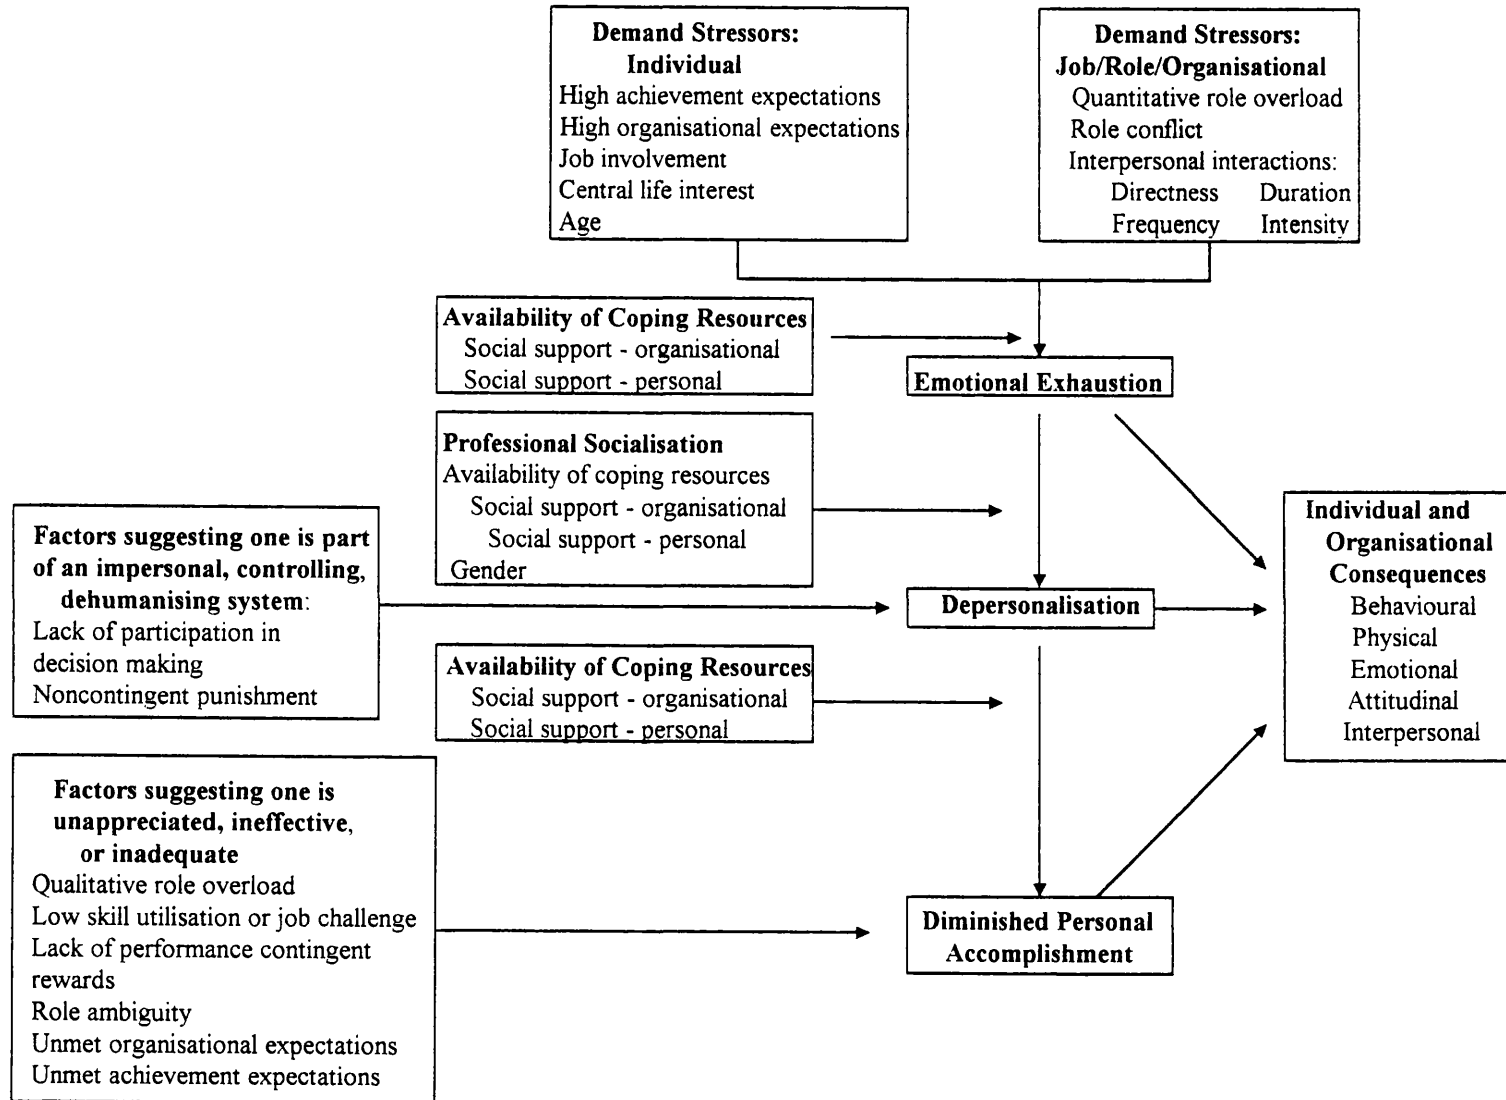 Demand Stressors:
Individual
High achievement expectations
High organisational expectations
Job involvement
Central life interest
Age
Demand Stressors:
Job/Role/Organisational
Quantitative role overload
Role conflict
Interpersonal interactions:
Directness Duration
Frequency Intensity
Availability of Coping Resources
Social support - organisational
Social support - personal
Emotional Exhaustion
Professional Socialisation
Availability of coping resources
Social support - organisational
Social support - personal
Gender
Factors suggesting one is part
of an impersonal, controlling,
dehumanising system:
Lack of participation in
decision making
Noncontingent punishment
Depersonalisation
Individual and
Organisational
Consequences
Behavioural
Physical
Emotional
Attitudinal
Interpersonal
Availability of Coping Resources
Social support - organisational
Social support - personal
Factors suggesting one is
unappreciated, ineffective,
or inadequate
Qualitative role overload
Low skill utilisation or job challenge
Lack of performance contingent
rewards
Role ambiguity
Unmet organisational expectations
Unmet achievement expectations
Diminished Personal
Accomplishment